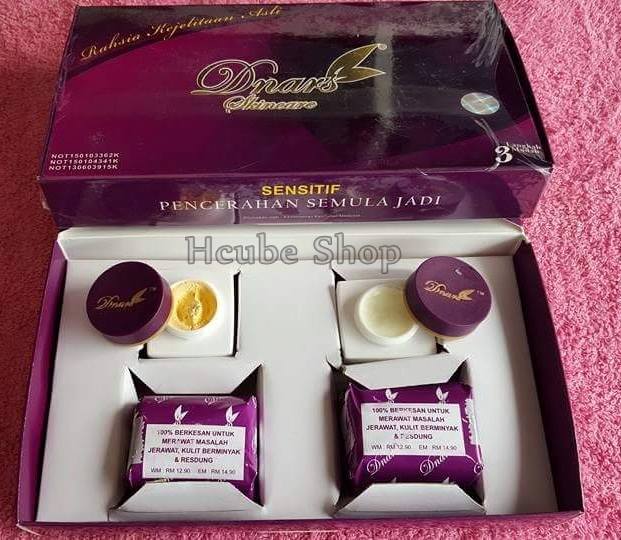 Rahsia Kejelitaan Asli
Dnars
Skincare
NOT150103362K
NOT150104341K
NOT130603915K
3 Langkah
SENSITIF
PENCERAHAN SEMULA JADI
Hcube Shop
Dnars
Dnars
100% BERKESAN UNTUK
MERAWAT MASALAH
JERAWAT, KULIT BERMINYAK
& RESDUNG
WM : RM 12.90 EM : RM 14.90
100% BERKESAN UNTUK
MERAWAT MASALAH
JERAWAT, KULIT BERMINYAK
& RESDUNG
WM : RM 12.90 EM : RM 14.90
Dnars